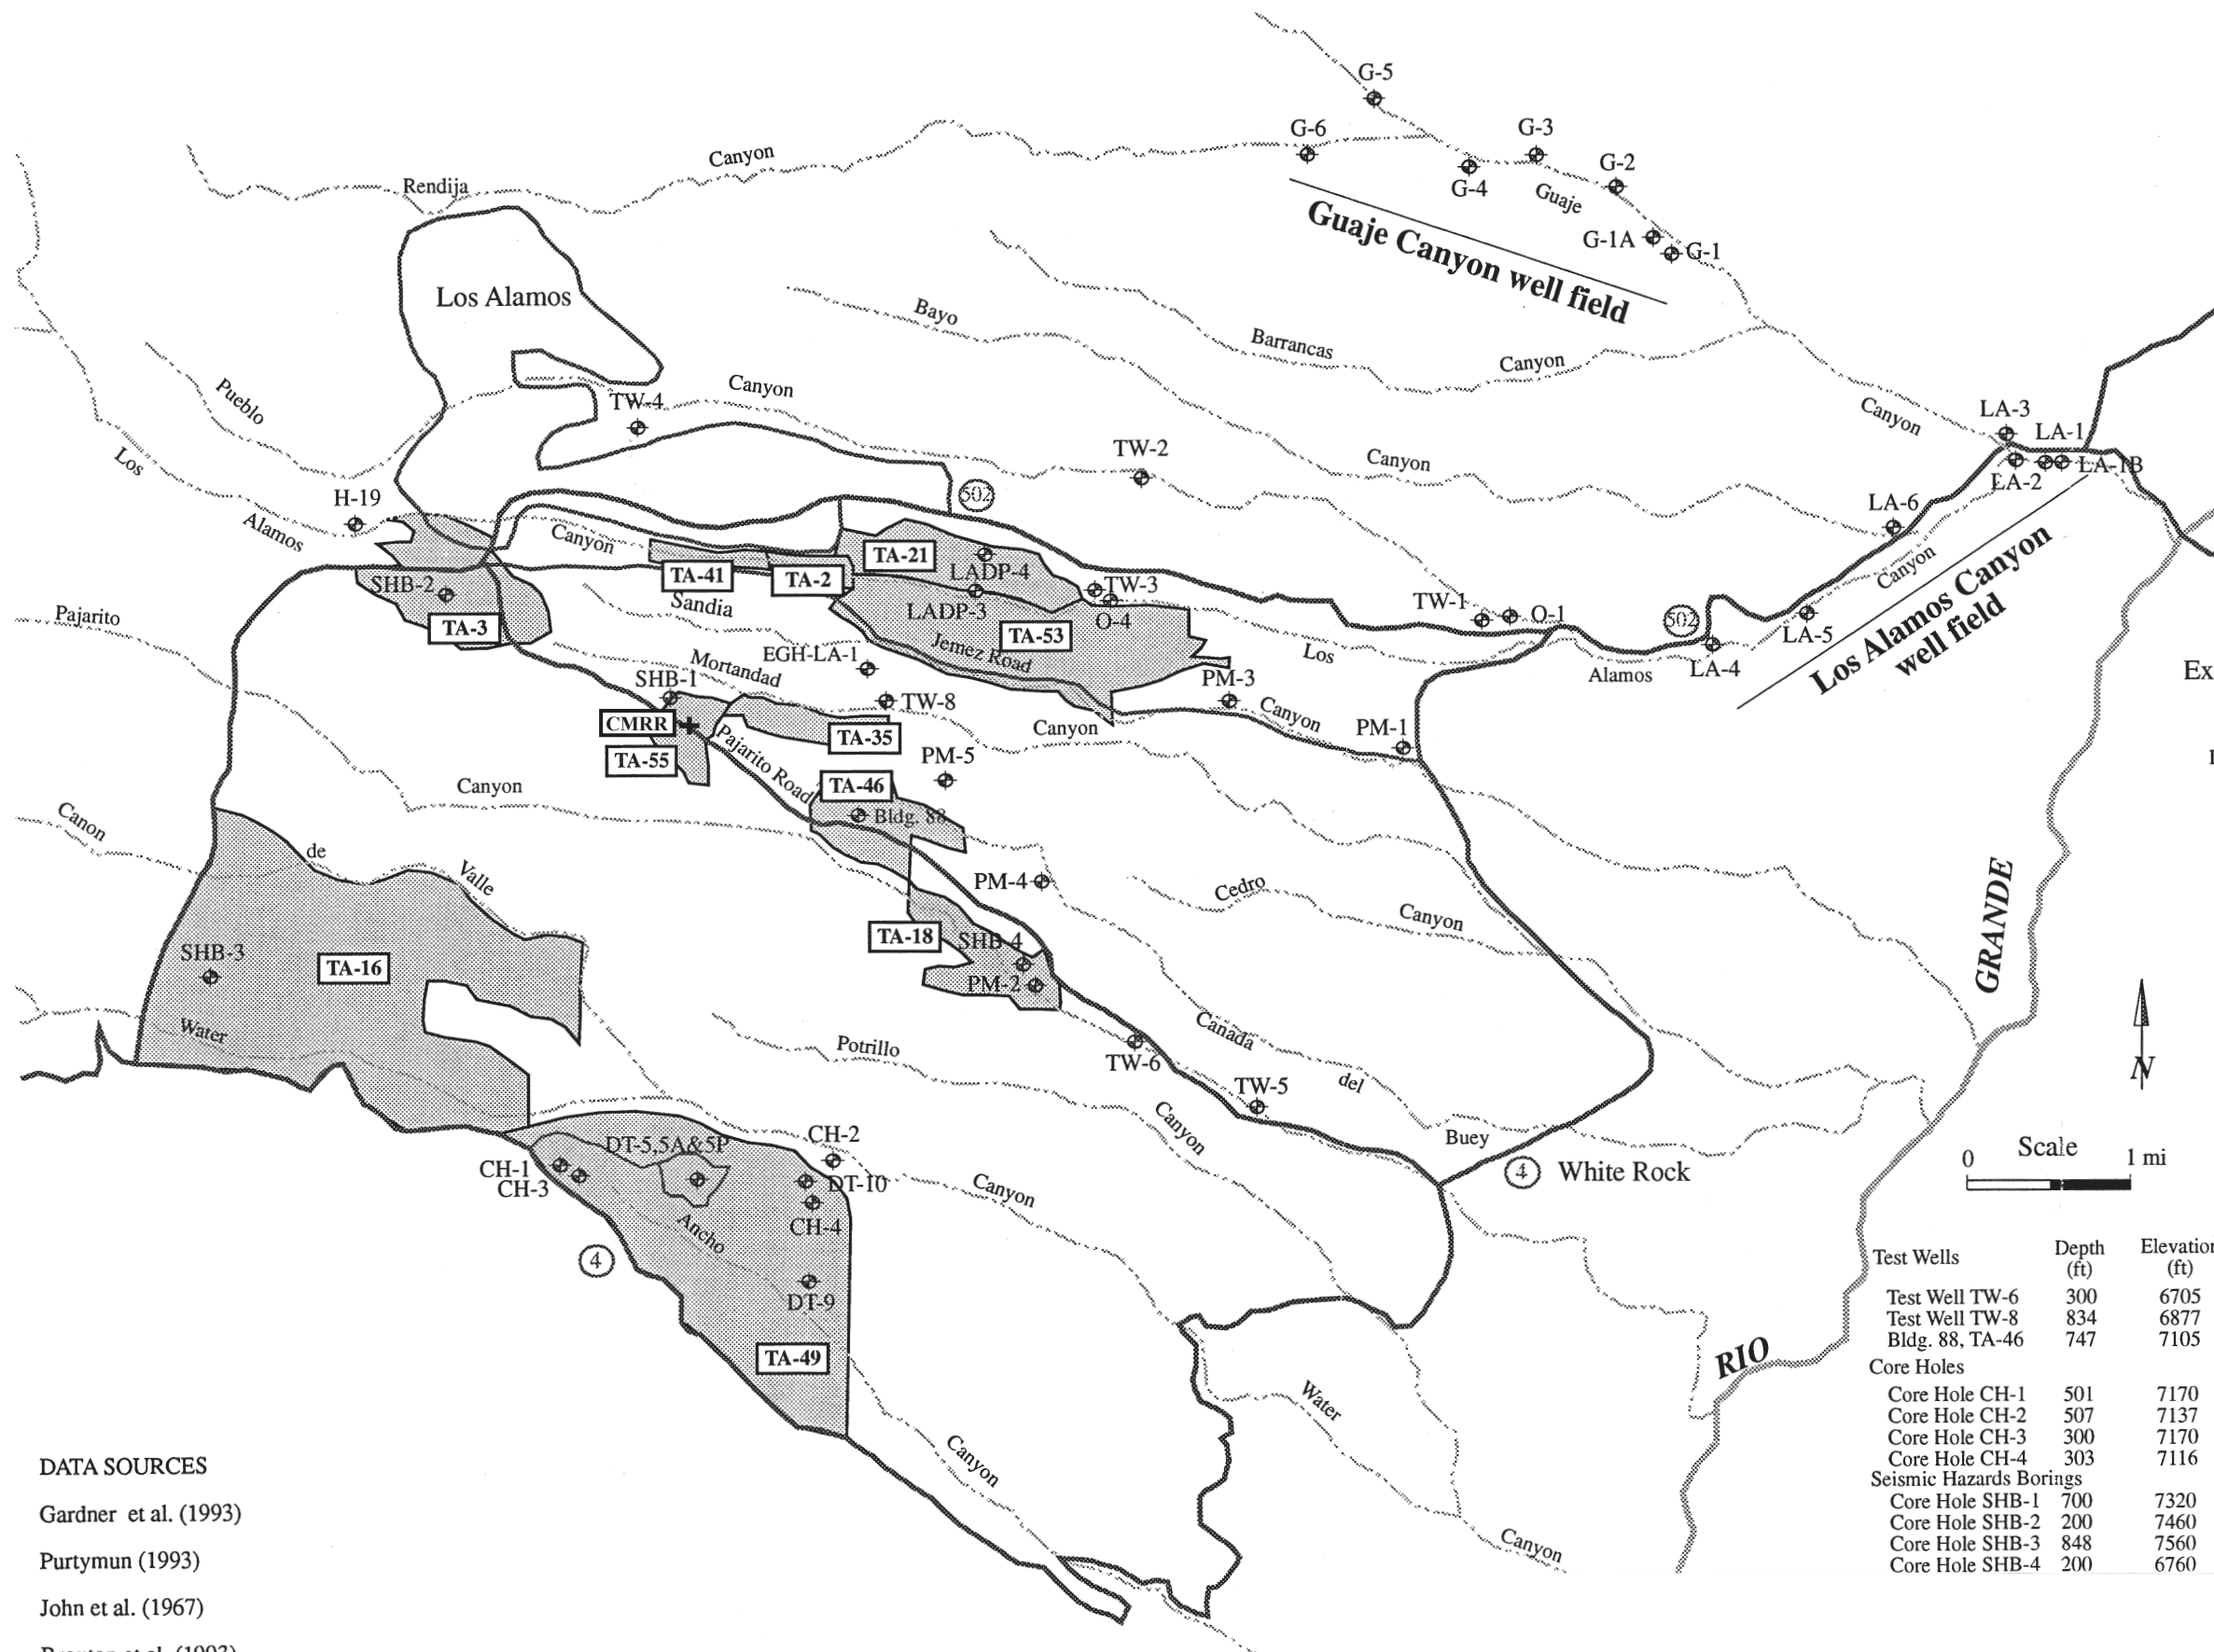 G-5
G-6
G-3
G-2
G-4
Guaje
G-1A
G-1
Guaje Canyon well field
Rendija
Canyon
Los Alamos
Bayo
Barrancas
Canyon
Canyon
Pueblo
Canyon
TW-4
TW-2
Canyon
LA-3
LA-1
LA-1B
LA-2
LA-6
Los
Alamos
H-19
Canyon
502
TA-21
TA-41
TA-2
LADP-4
LADP-3
TW-3
O-4
TA-53
SHB-2
TA-3
Sandia
Jemez Road
EGH-LA-1
Mortandad
TW-1
O-1
502
LA-4
LA-5
Canyon
Los Alamos Canyon
well field
Los
Alamos
Pajarito
SHB-1
CMRR
TA-55
TW-8
TA-35
PM-3
Canyon
PM-1
Canyon
PM-5
Pajarito Road
TA-46
Bldg. 88
Canyon
Canon
de
Valle
PM-4
Cedro
Canyon
TA-18
SHB-4
PM-2
SHB-3
TA-16
Water
Potrillo
TW-6
TW-5
Canada
del
Buey
Canyon
RIO
GRANDE
Ex
N
Scale
0 1 mi
4
White Rock
CH-1
CH-3
DT-5,5A&5P
CH-2
DT-10
CH-4
Ancho
DT-9
TA-49
4
Canyon
Canyon
Water
Canyon
Test Wells Depth (ft) Elevation (ft)
Test Well TW-6 300 6705
Test Well TW-8 834 6877
Bldg. 88, TA-46 747 7105
Core Holes
Core Hole CH-1 501 7170
Core Hole CH-2 507 7137
Core Hole CH-3 300 7170
Core Hole CH-4 303 7116
Seismic Hazards Borings
Core Hole SHB-1 700 7320
Core Hole SHB-2 200 7460
Core Hole SHB-3 848 7560
Core Hole SHB-4 200 6760
DATA SOURCES
Gardner et al. (1993)
Purtymun (1993)
John et al. (1967)